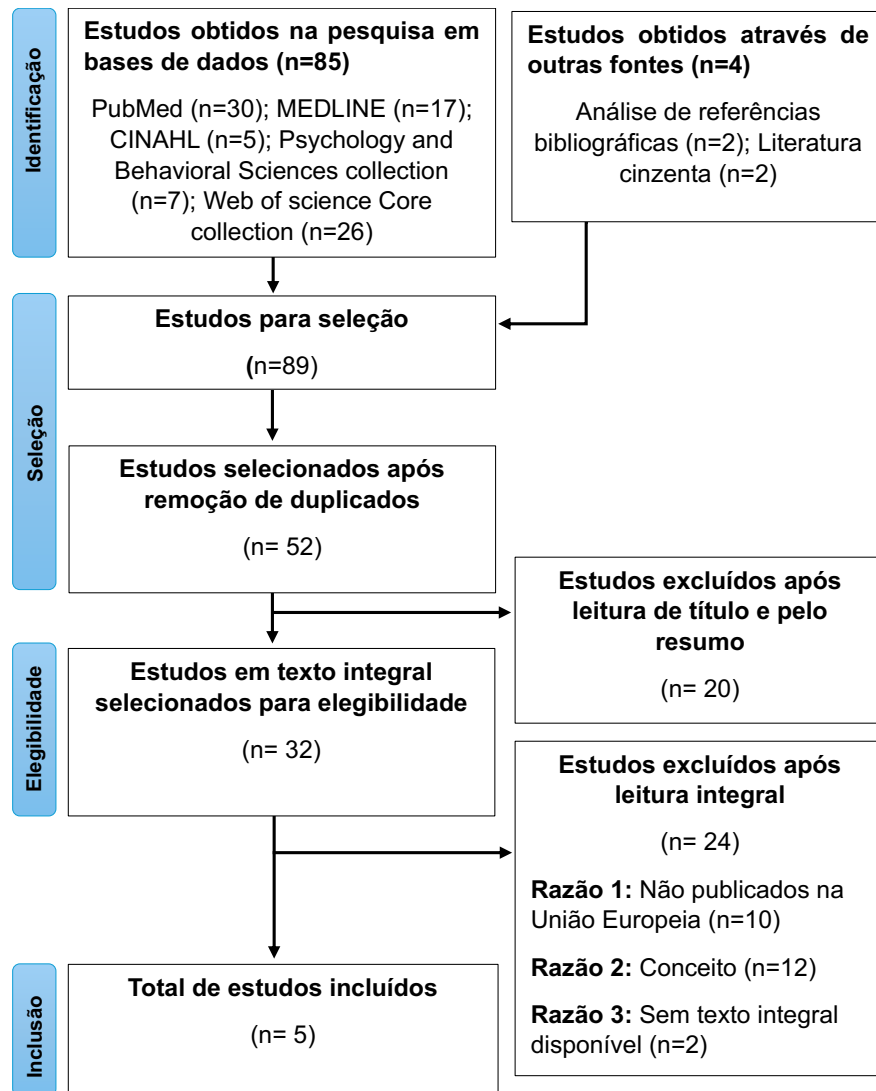 Identificação
Estudos obtidos na pesquisa em
bases de dados (n=85)
PubMed (n=30); MEDLINE (n=17);
CINAHL (n=5); Psychology and
Behavioral Sciences collection
(n=7); Web of science Core
collection (n=26)
Estudos obtidos através de
outras fontes (n=4)
Análise de referências
bibliográficas (n=2); Literatura
cinzenta (n=2)
Seleção
Estudos para seleção
(n=89)
Estudos selecionados após
remoção de duplicados
(n= 52)
Estudos excluídos após
leitura de título e pelo
resumo
(n= 20)
Elegibilidade
Estudos em texto integral
selecionados para elegibilidade
(n= 32)
Estudos excluídos após
leitura integral
(n= 24)
Razão 1: Não publicados na
União Europeia (n=10)
Razão 2: Conceito (n=12)
Razão 3: Sem texto integral
disponível (n=2)
Inclusão
Total de estudos incluídos
(n= 5)